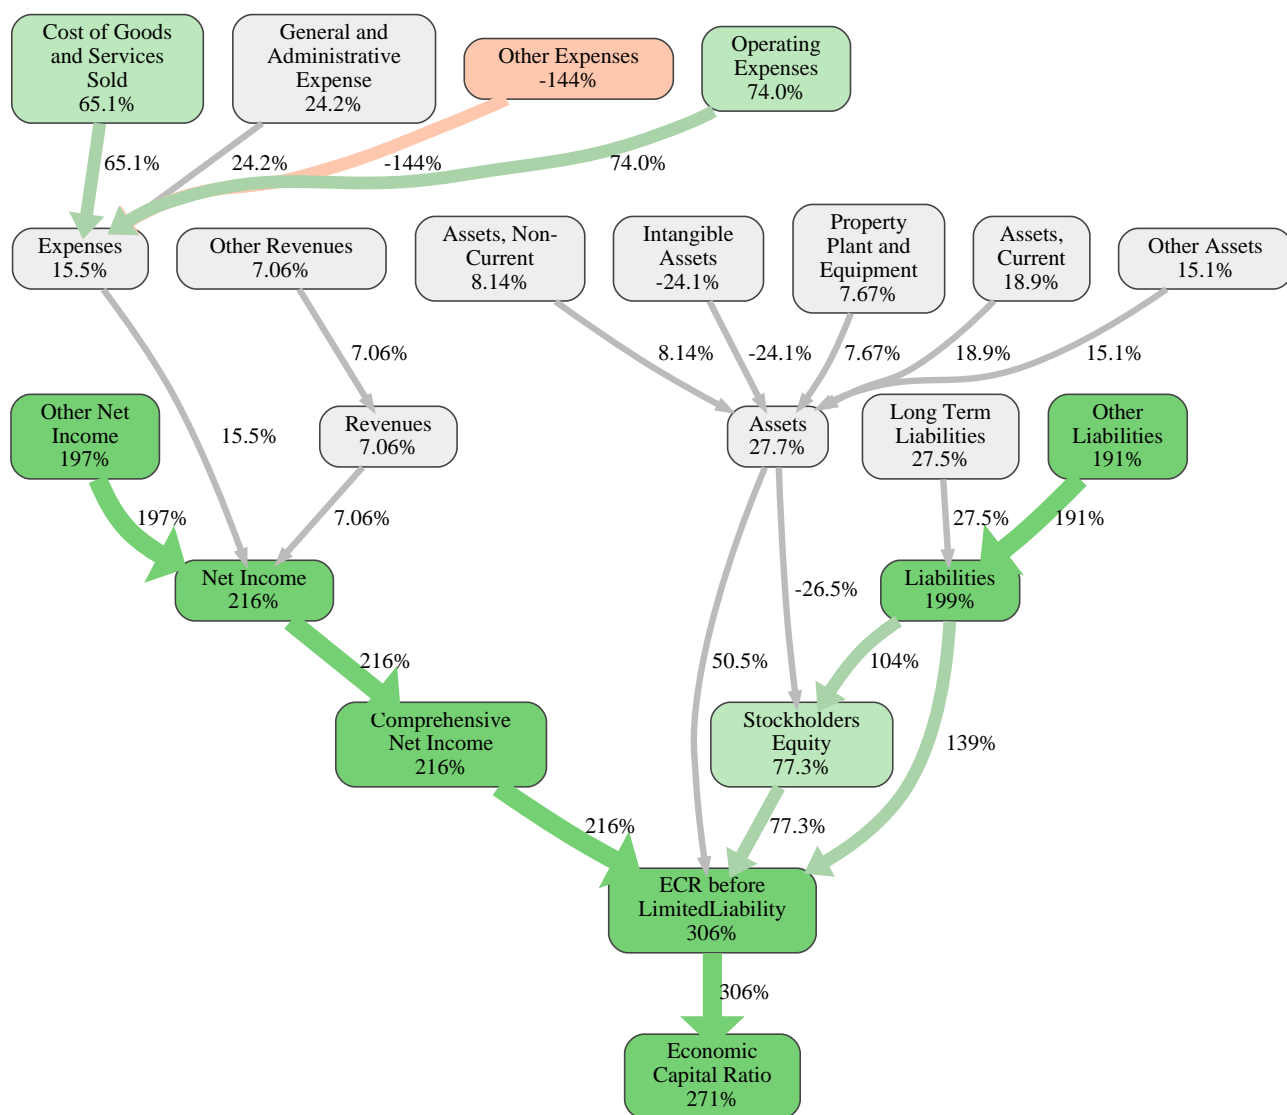 Cost of Goods
and Services
Sold
65.1%
General and
Administrative
Expense
24.2%
Other Expenses
-144%
Operating
Expenses
74.0%
65.1%
24.2%
-144%
74.0%
Expenses
15.5%
Other Revenues
7.06%
Assets, Non-
Current
8.14%
Intangible
Assets
-24.1%
Property
Plant and
Equipment
7.67%
Assets,
Current
18.9%
Other Assets
15.1%
7.06%
8.14%
-24.1%
7.67%
18.9%
15.1%
Other Net
Income
197%
15.5%
Revenues
7.06%
Assets
27.7%
Long Term
Liabilities
27.5%
Other
Liabilities
191%
197%
7.06%
27.5%
191%
Net Income
216%
-26.5%
Liabilities
199%
216%
50.5%
104%
Comprehensive
Net Income
216%
Stockholders
Equity
77.3%
139%
216%
77.3%
ECR before
LimitedLiability
306%
306%
Economic
Capital Ratio
271%